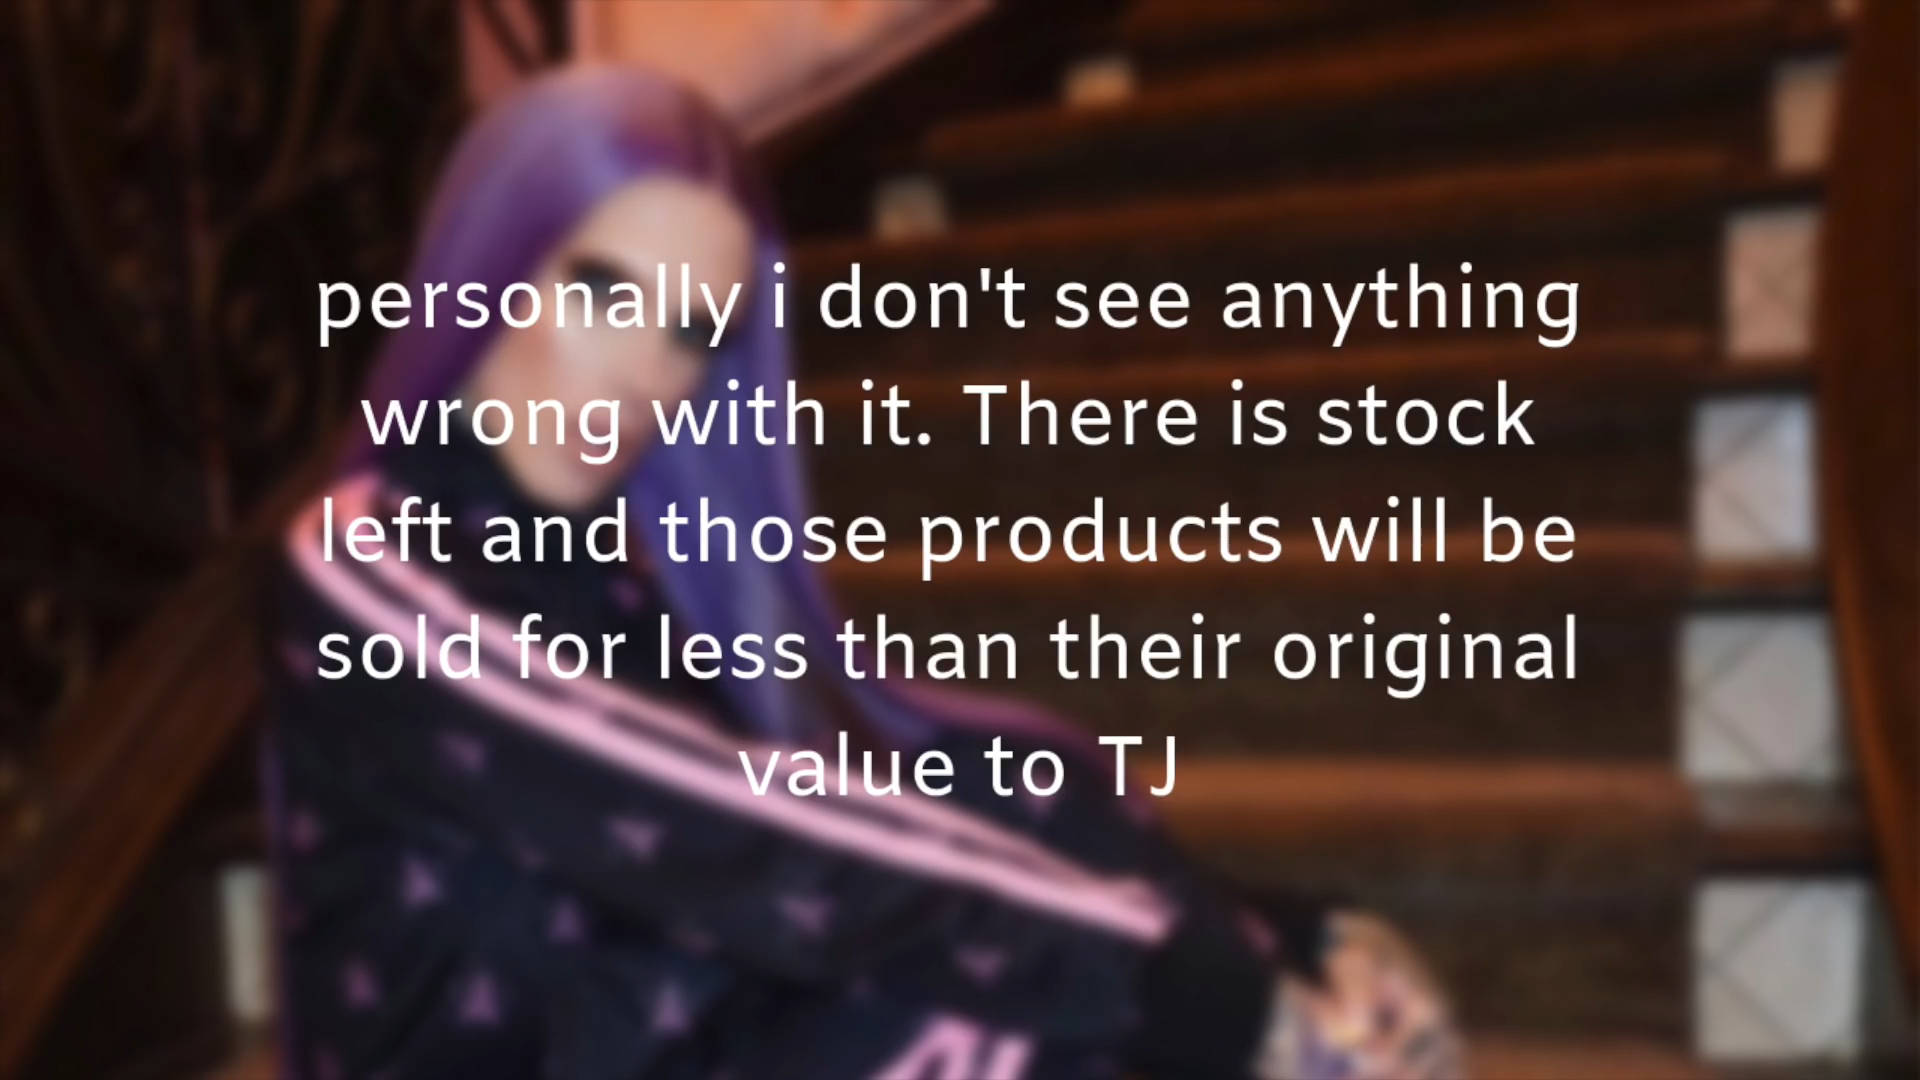 personally i don't see anything
wrong with it. There is stock
left and those products will be
sold for less than their original
value to TJ